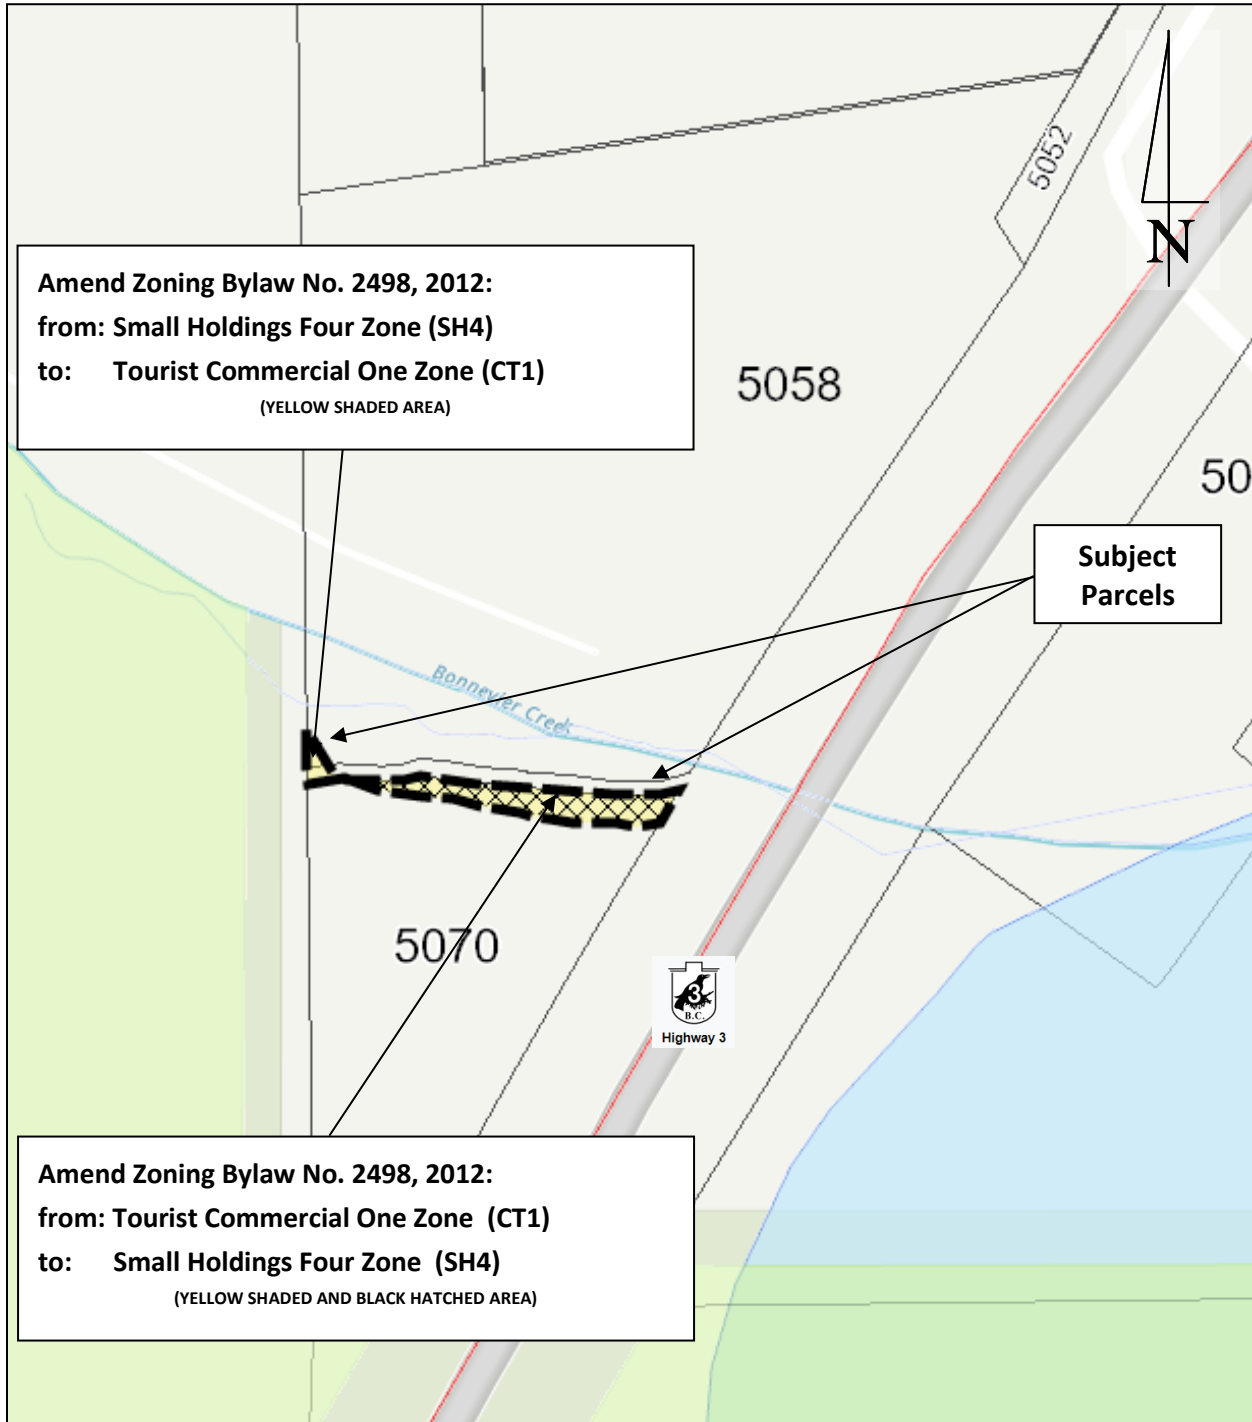 5052
N
Amend Zoning Bylaw No. 2498, 2012:
from: Small Holdings Four Zone (SH4)
to: Tourist Commercial One Zone (CT1)
(YELLOW SHADED AREA)
5058
50
Subject
Parcels
Bonnevier Creek
5070
3
B.C.
Highway 3
Amend Zoning Bylaw No. 2498, 2012:
from: Tourist Commercial One Zone (CT1)
to: Small Holdings Four Zone (SH4)
(YELLOW SHADED AND BLACK HATCHED AREA)